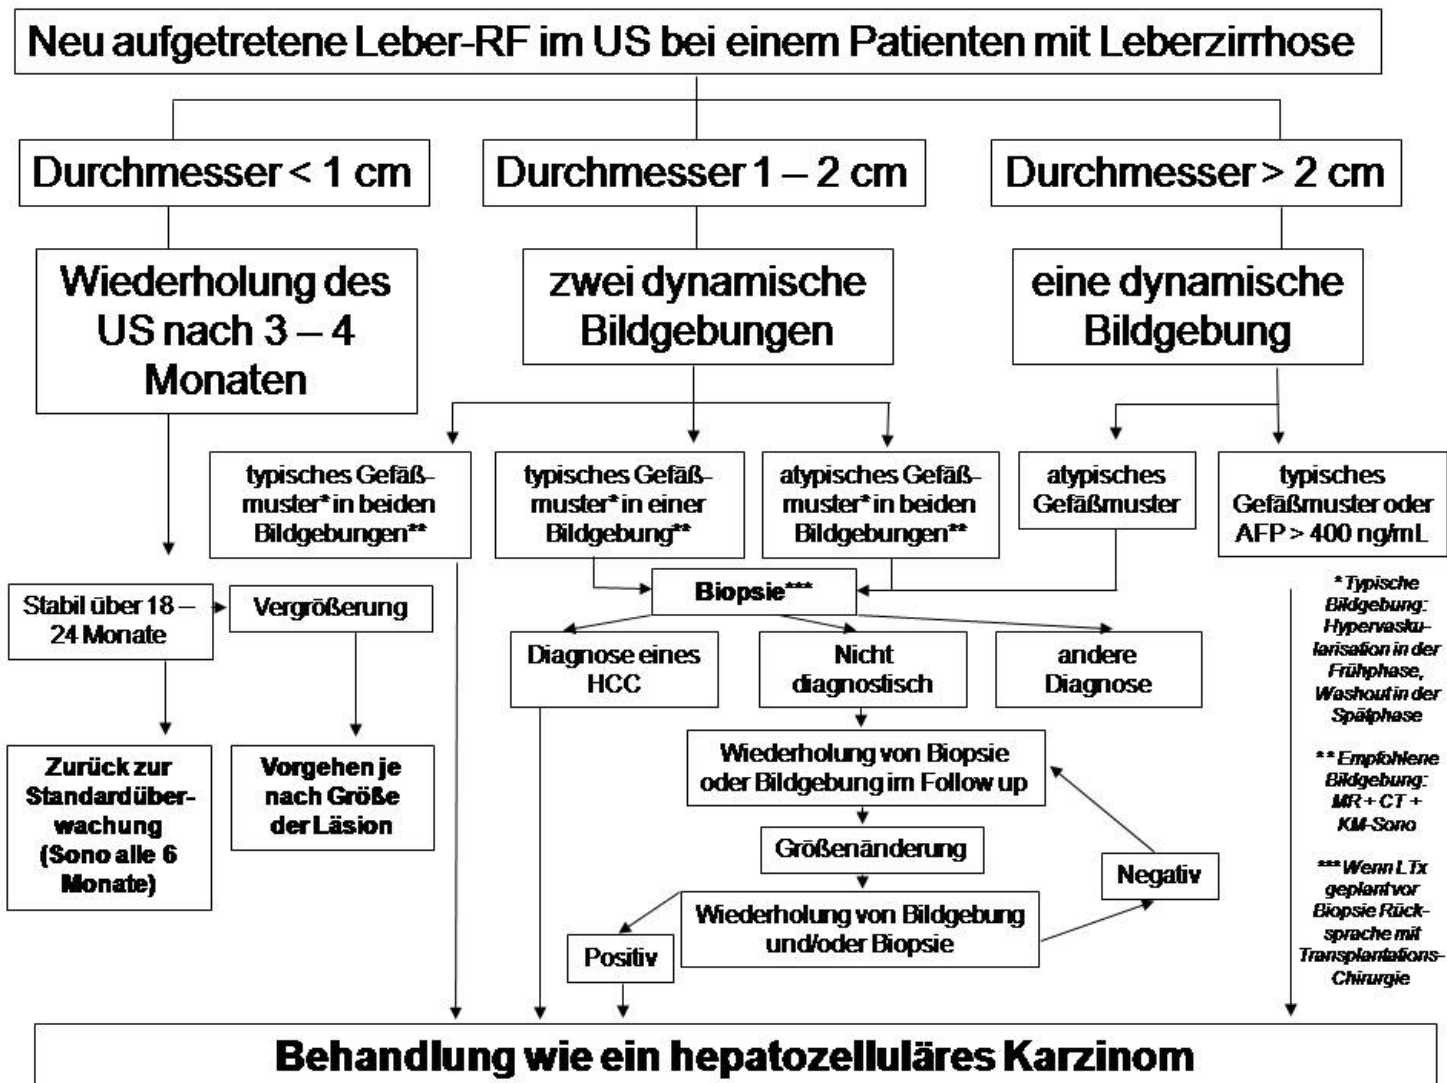 Neu aufgetretene Leber-RF im US bei einem Patienten mit Leberzirrhose
Durchmesser < 1 cm
Durchmesser 1 – 2 cm
Durchmesser > 2 cm
Wiederholung des
US nach 3 – 4
Monaten
zwei dynamische
Bildgebungen
eine dynamische
Bildgebung
typisches Gefäß-
muster* in beiden
Bildgebungen**
typisches Gefäß-
muster* in einer
Bildgebung**
atypisches Gefäß-
muster* in beiden
Bildgebungen**
atypisches
Gefäßmuster
typisches
Gefäßmuster oder
AFP > 400 ng/mL
Stabil über 18 –
24 Monate
Vergrößerung
Biopsie***
Diagnose eines
HCC
Nicht
diagnostisch
andere
Diagnose
Zurück zur
Standardüber-
wachung
(Sono alle 6
Monate)
Vorgehen je
nach Größe
der Läsion
Wiederholung von Biopsie
oder Bildgebung im Follow up
Größenänderung
Negativ
Wiederholung von Bildgebung
und/oder Biopsie
Positiv
* Typische
Bildgebung:
Hypervasku-
larisation in der
Frühphase,
Washout in der
Spätphase
** Empfohlene
Bildgebung:
MR + CT +
KM-Sono
*** Wenn LTx
geplant vor
Biopsie Rück-
sprache mit
Transplantations-
Chirurgie
Behandlung wie ein hepatozelluläres Karzinom